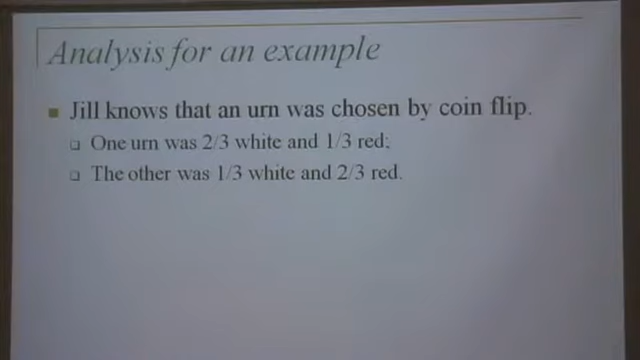 Analysis for an example
Jill knows that an urn was chosen by coin flip.
One urn was 2/3 white and 1/3 red;
The other was 1/3 white and 2/3 red.